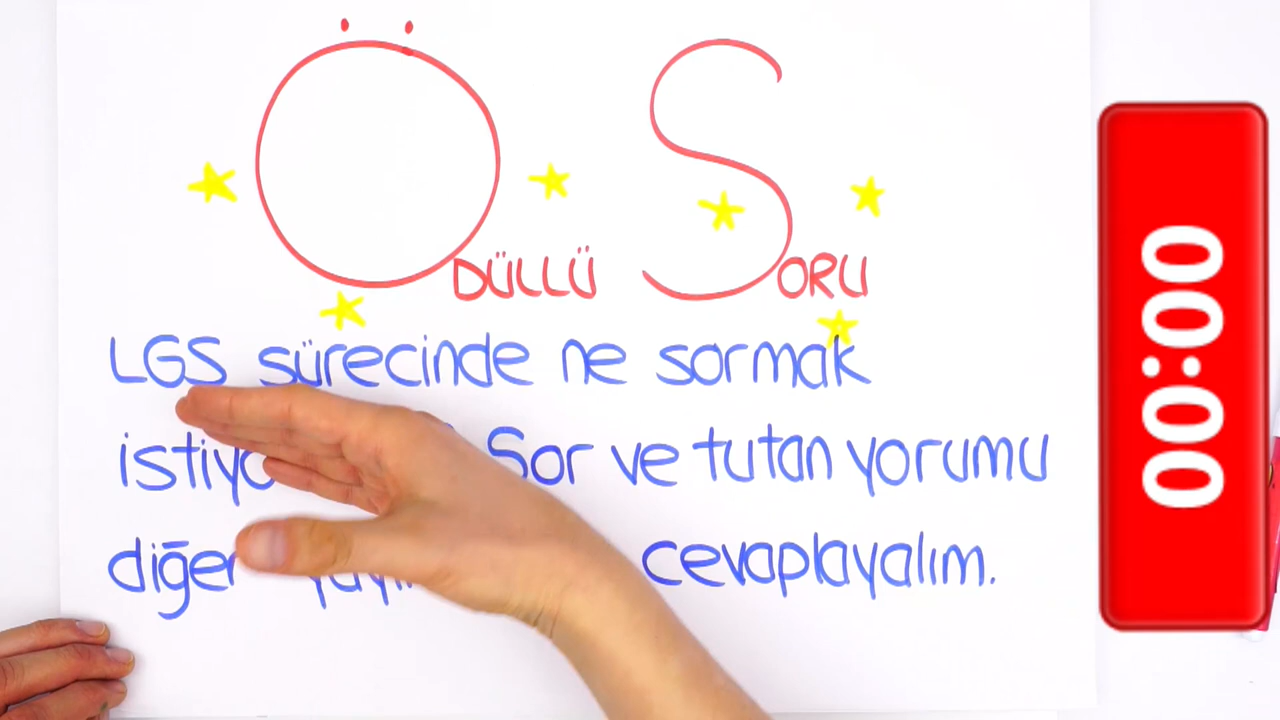 ÖDÜLLÜ SORU
LGS sürecinde ne sormak
Sor ve tutan yorumu
cevaplayalım.
00:00